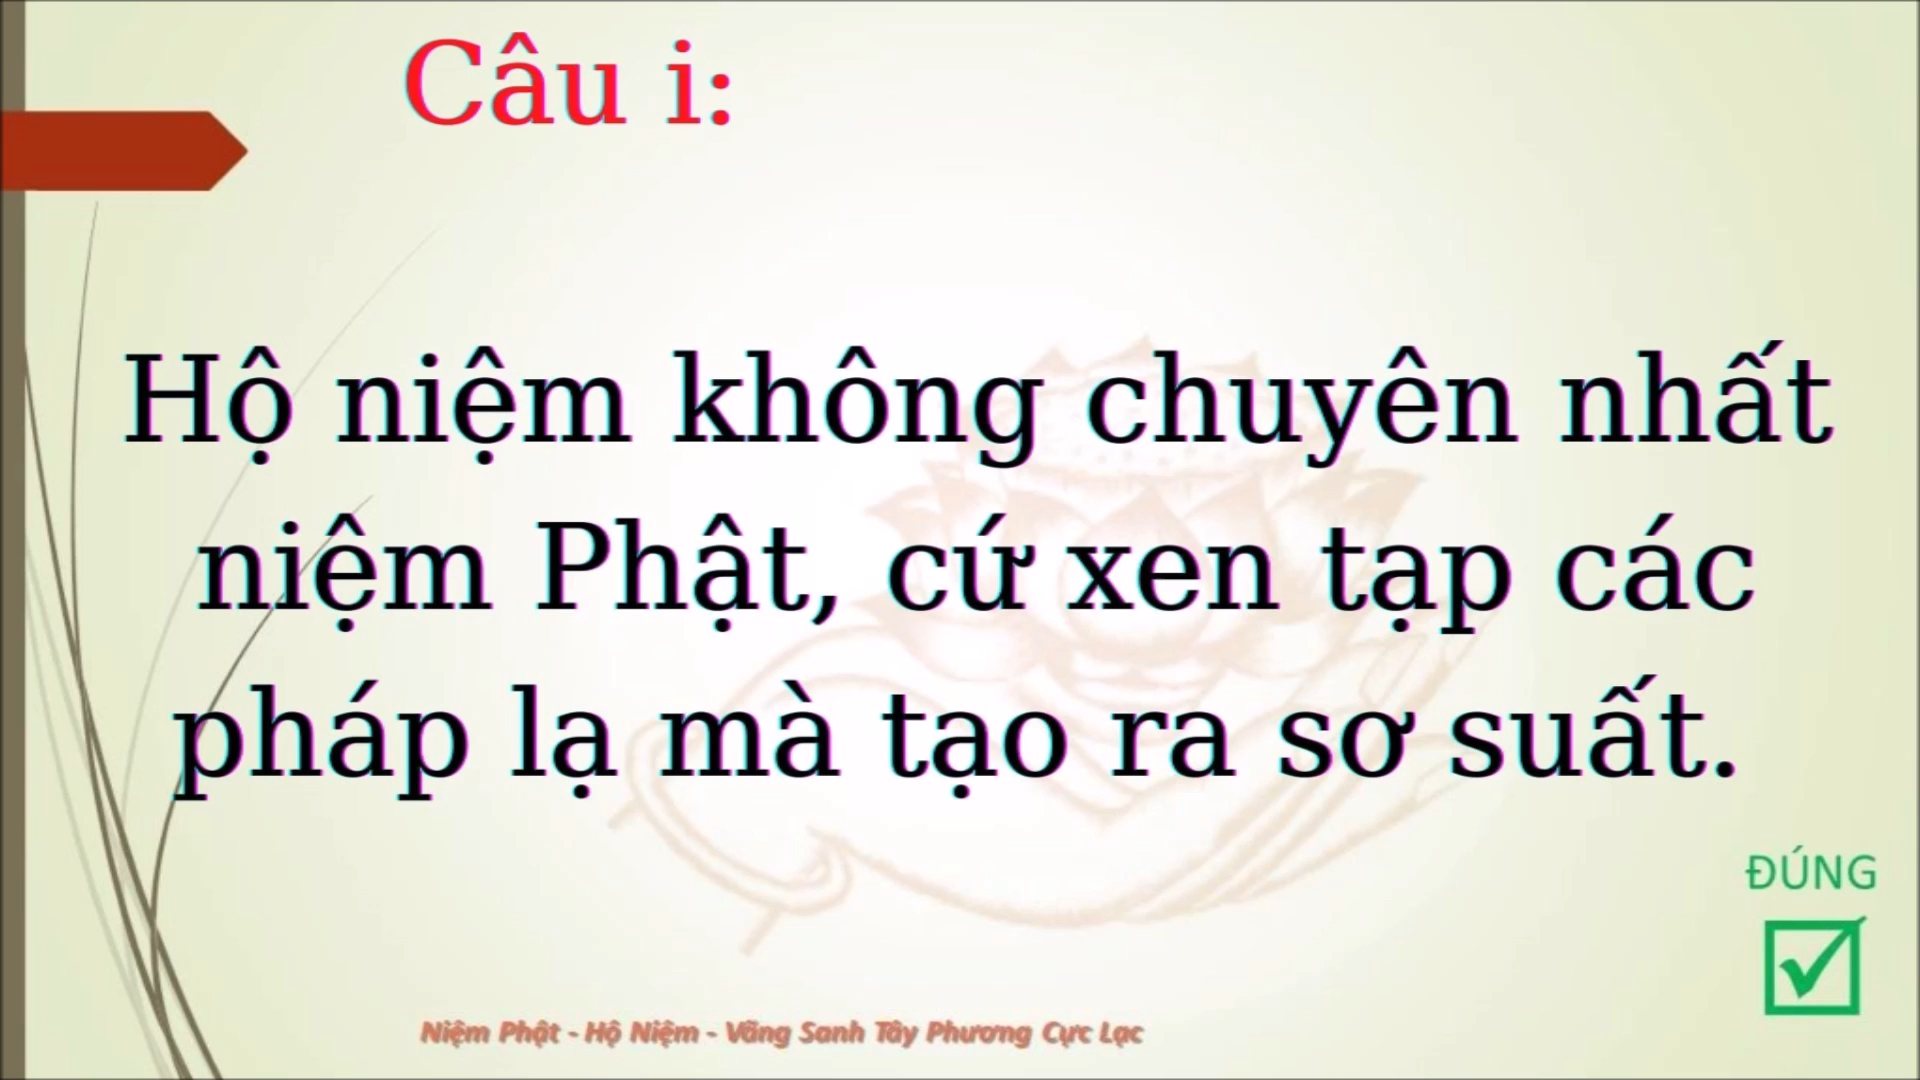 Câu i:
Hộ niệm không chuyên nhất
niệm Phật, cứ xen tạp các
pháp lạ mà tạo ra sơ suất.
ĐÚNG
Niệm Phật - Hộ Niệm - Vãng Sanh Tây Phương Cực Lạc